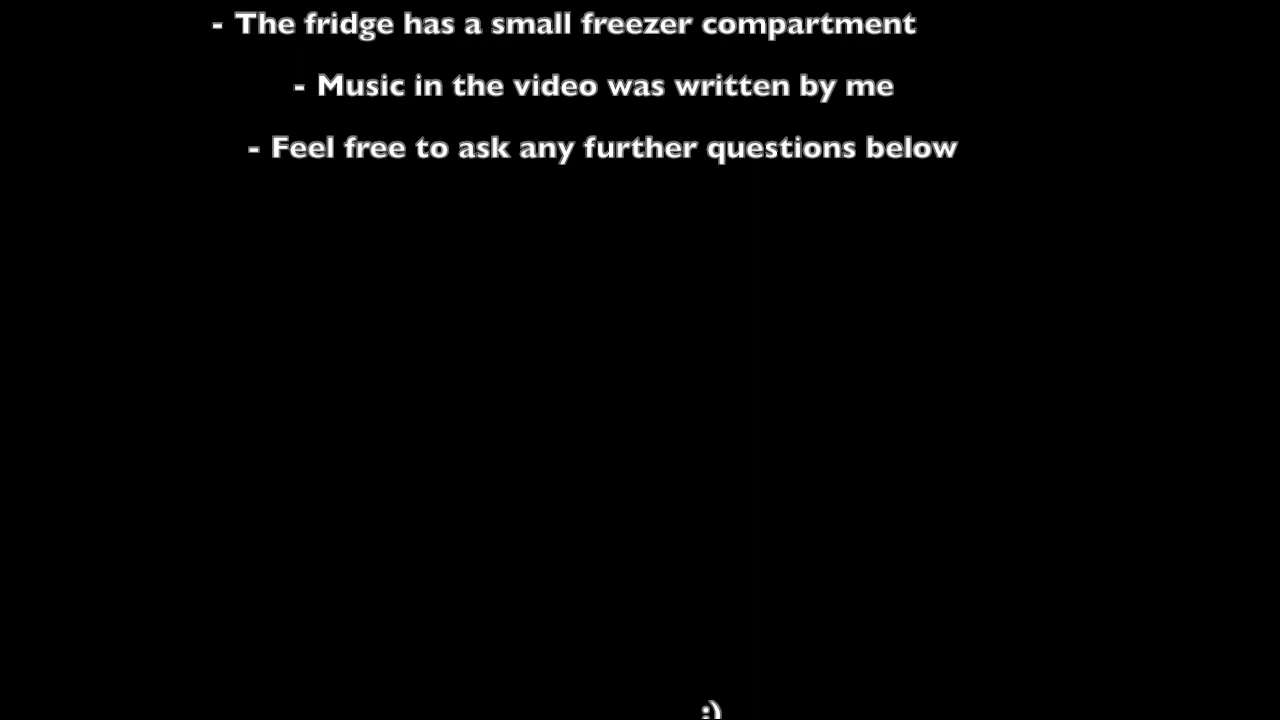 - The fridge has a small freezer compartment
- Music in the video was written by me
- Feel free to ask any further questions below
:)